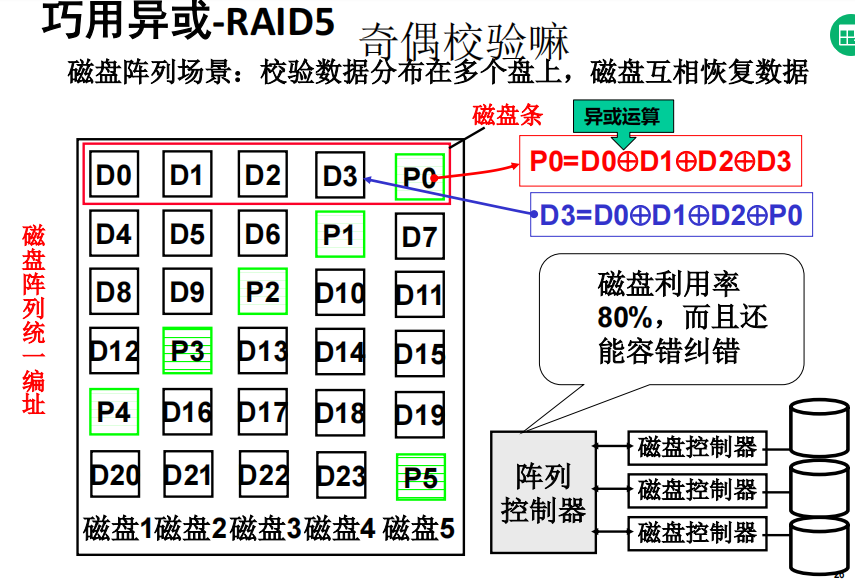 巧用异或-RAID5
奇偶校验嘛
磁盘阵列场景：校验数据分布在多个盘上，磁盘互相恢复数据
磁盘条
异或运算
P0=D0⊕D1⊕D2⊕D3
D3=D0⊕D1⊕D2⊕P0
磁盘阵列统一编址
D0 D1 D2 D3 P0
D4 D5 D6 P1 D7
D8 D9 P2 D10 D11
D12 P3 D13 D14 D15
P4 D16 D17 D18 D19
D20 D21 D22 D23 P5
磁盘1 磁盘2 磁盘3 磁盘4 磁盘5
磁盘利用率
80%，而且还
能容错纠错
阵列
控制器
磁盘控制器
磁盘控制器
磁盘控制器